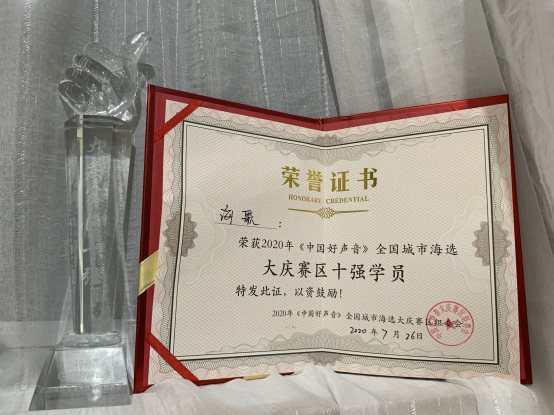 荣誉证书
HONORARY CREDENTIAL
海歌：
荣获2020年《中国好声音》全国城市海选
大庆赛区十强学员
特发此证，以资鼓励！
2020年《中国好声音》全国城市海选大庆赛区组委会
2020年7月26日